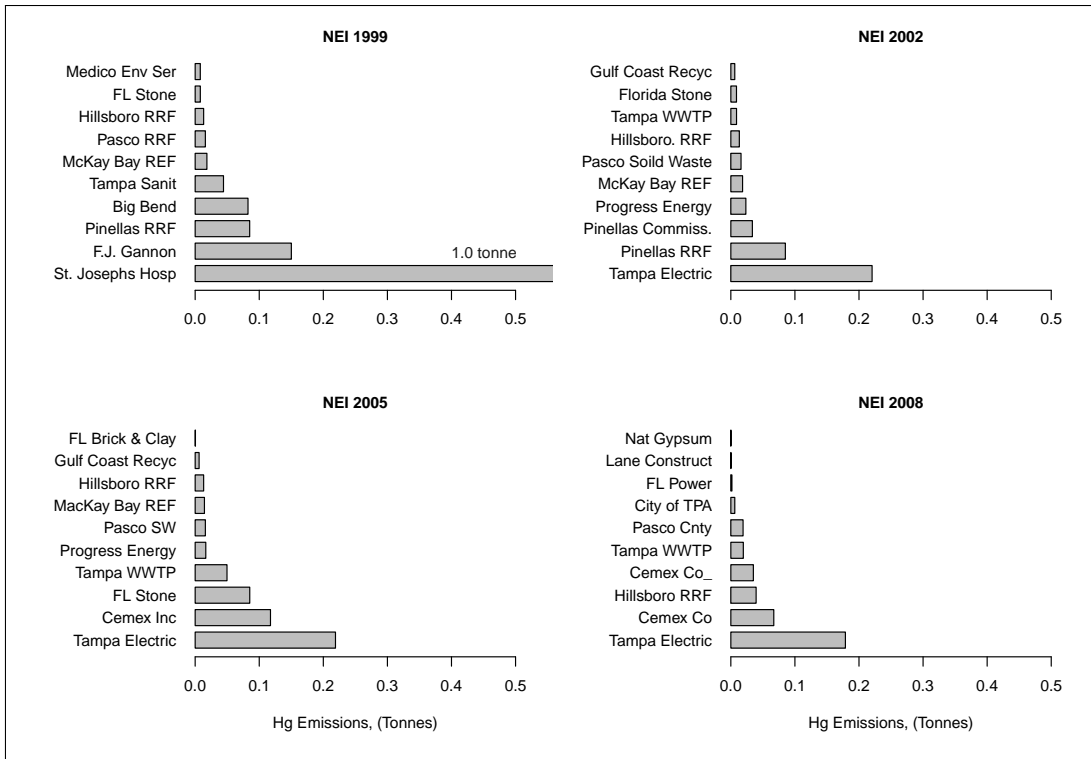 NEI 1999
Medico Env Ser
FL Stone
Hillsboro RRF
Pasco RRF
McKay Bay REF
Tampa Sanit
Big Bend
Pinellas RRF
F.J. Gannon
1.0 tonne
St. Josephs Hosp
0.0 0.1 0.2 0.3 0.4 0.5
NEI 2002
Gulf Coast Recyc
Florida Stone
Tampa WWTP
Hillsboro. RRF
Pasco Soild Waste
McKay Bay REF
Progress Energy
Pinellas Commiss.
Pinellas RRF
Tampa Electric
0.0 0.1 0.2 0.3 0.4 0.5
NEI 2005
FL Brick & Clay
Gulf Coast Recyc
Hillsboro RRF
MacKay Bay REF
Pasco SW
Progress Energy
Tampa WWTP
FL Stone
Cemex Inc
Tampa Electric
0.0 0.1 0.2 0.3 0.4 0.5
Hg Emissions, (Tonnes)
NEI 2008
Nat Gypsum
Lane Construct
FL Power
City of TPA
Pasco Cnty
Tampa WWTP
Cemex Co_
Hillsboro RRF
Cemex Co
Tampa Electric
0.0 0.1 0.2 0.3 0.4 0.5
Hg Emissions, (Tonnes)